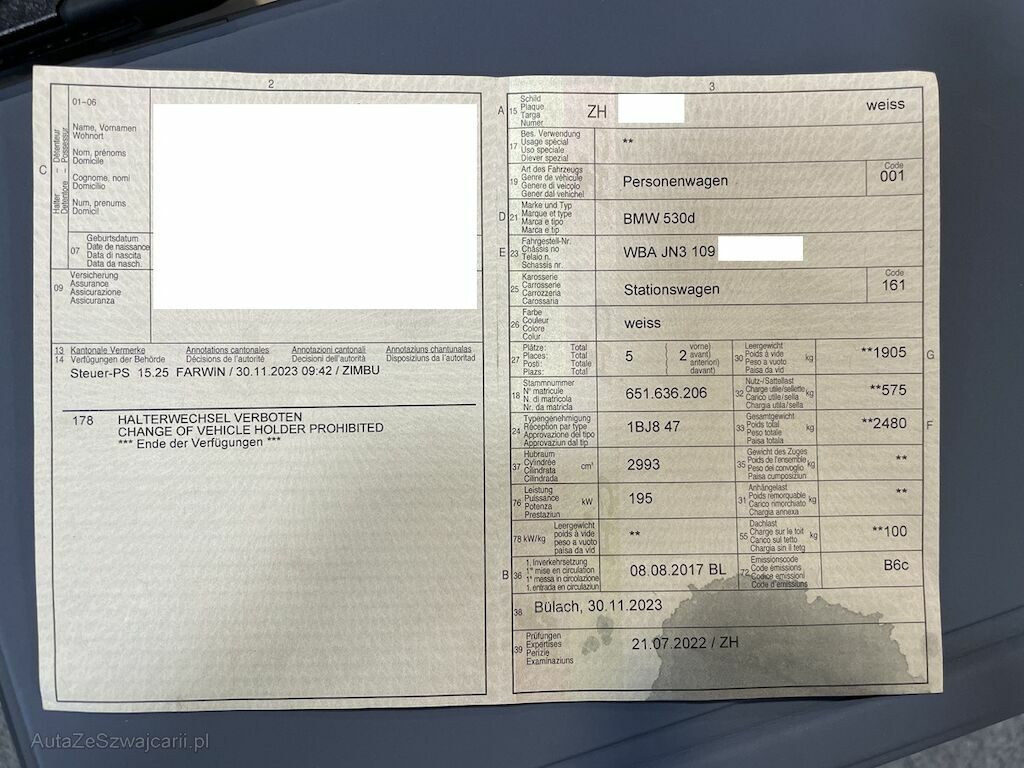 2
01-06
Halter – Détenteur
Detentore – Possessur
C
Name, Vornamen
Wohnort
Nom, prénoms
Domicile
Cognome, nomi
Domicilio
Num, prenums
Domicil
07
Geburtsdatum
Date de naissance
Data di nascita
Data da nasch.
09
Versicherung
Assurance
Assicurazione
Assicuranza
13 Kantonale Vermerke Annotations cantonales Annotazioni cantonali Annotaziuns chantunalas
14 Verfügungen der Behörde Décisions de l'autorité Decisioni dell'autorità Disposiziuns da l'autoritad
Steuer-PS 15.25 FARWIN / 30.11.2023 09:42 / ZIMBU
178 HALTERWECHSEL VERBOTEN
CHANGE OF VEHICLE HOLDER PROHIBITED
*** Ende der Verfügungen ***
3
A 15
Schild
Plaque
Targa
Numer
ZH weiss
17
Bes. Verwendung
Usage spécial
Uso speciale
Diever spezial
**
19
Art des Fahrzeugs
Genre de véhicule
Genere di veicolo
Gener dal vehichel
Personenwagen
Code
001
D 21
Marke und Typ
Marque et type
Marca e tipo
Marca e tip
BMW 530d
E 23
Fahrgestell-Nr.
Châssis no
Telaio n.
Schassis nr.
WBA JN3 109
25
Karosserie
Carrosserie
Carrozzeria
Carossaria
Stationswagen
Code
161
26
Farbe
Couleur
Colore
Colur
weiss
27
Plätze: Total
Places: Total
Posti: Totale
Plazs: Total
5 ( 2 vorne)
( avant)
( anteriori)
( davant)
30
Leergewicht
Poids à vide
Peso a vuoto
Paisa da vid
kg
**1905
G
18
Stammnummer
N° matricule
N. di matricola
Nr. da matricla
651.636.206
32
Nutz-/Sattellast
Charge utile/sellette
Carico utile/sella
Chargia utila/sella
kg
**575
24
Typengenehmigung
Réception par type
Approvazione del tipo
Approvaziun dal tip
1BJ8 47
33
Gesamtgewicht
Poids total
Peso totale
Paisa totala
kg
**2480
F
37
Hubraum
Cylindrée
Cilindrata
Cilindrada
cm³
2993
35
Gewicht des Zuges
Poids de l'ensemble
Peso del convoglio
Paisa cumposiziun
kg
**
76
Leistung
Puissance
Potenza
Prestaziun
kW
195
31
Anhängelast
Poids remorquable
Carico rimorchiato
Chargia annexa
kg
**
78 kW/kg
Leergewicht
poids à vide
peso a vuoto
paisa da vid
**
55
Dachlast
Charge sur le toit
Carico sul tetto
Chargia sin il tetg
kg
**100
B 36
1. Inverkehrsetzung
1re mise en circulation
1a messa in circolazione
1. entrada en circulaziun
08.08.2017 BL
72
Emissionscode
Code émissions
Codice emissioni
Code d'emissiuns
B6c
38 Bülach, 30.11.2023
39
Prüfungen
Expertises
Perizie
Examinaziuns
21.07.2022 / ZH
AutaZeSzwajcarii.pl